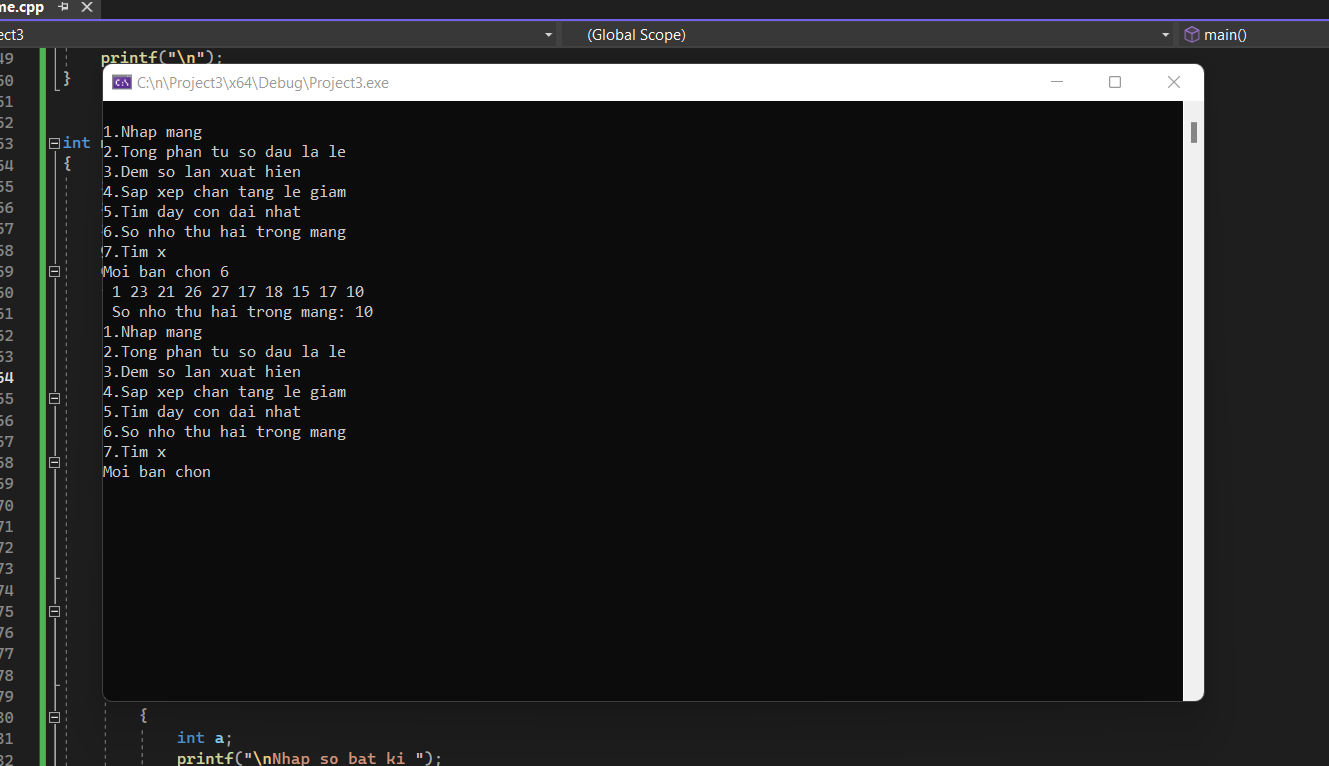 me.cpp
ect3 (Global Scope) main()
49 printf("\n");
50 }
C:\n\Project3\x64\Debug\Project3.exe
51
52
53 int
54 {
55
56
57
58
59
60
61
62
63
64
65
66
67
68
69
70
71
72
73
74
75
76
77
78
79
1.Nhap mang
2.Tong phan tu so dau la le
3.Dem so lan xuat hien
4.Sap xep chan tang le giam
5.Tim day con dai nhat
6.So nho thu hai trong mang
7.Tim x
Moi ban chon 6
1 23 21 26 27 17 18 15 17 10
So nho thu hai trong mang: 10
1.Nhap mang
2.Tong phan tu so dau la le
3.Dem so lan xuat hien
4.Sap xep chan tang le giam
5.Tim day con dai nhat
6.So nho thu hai trong mang
7.Tim x
Moi ban chon
80 {
81 int a;
82 printf("\nNhap so bat ki ");